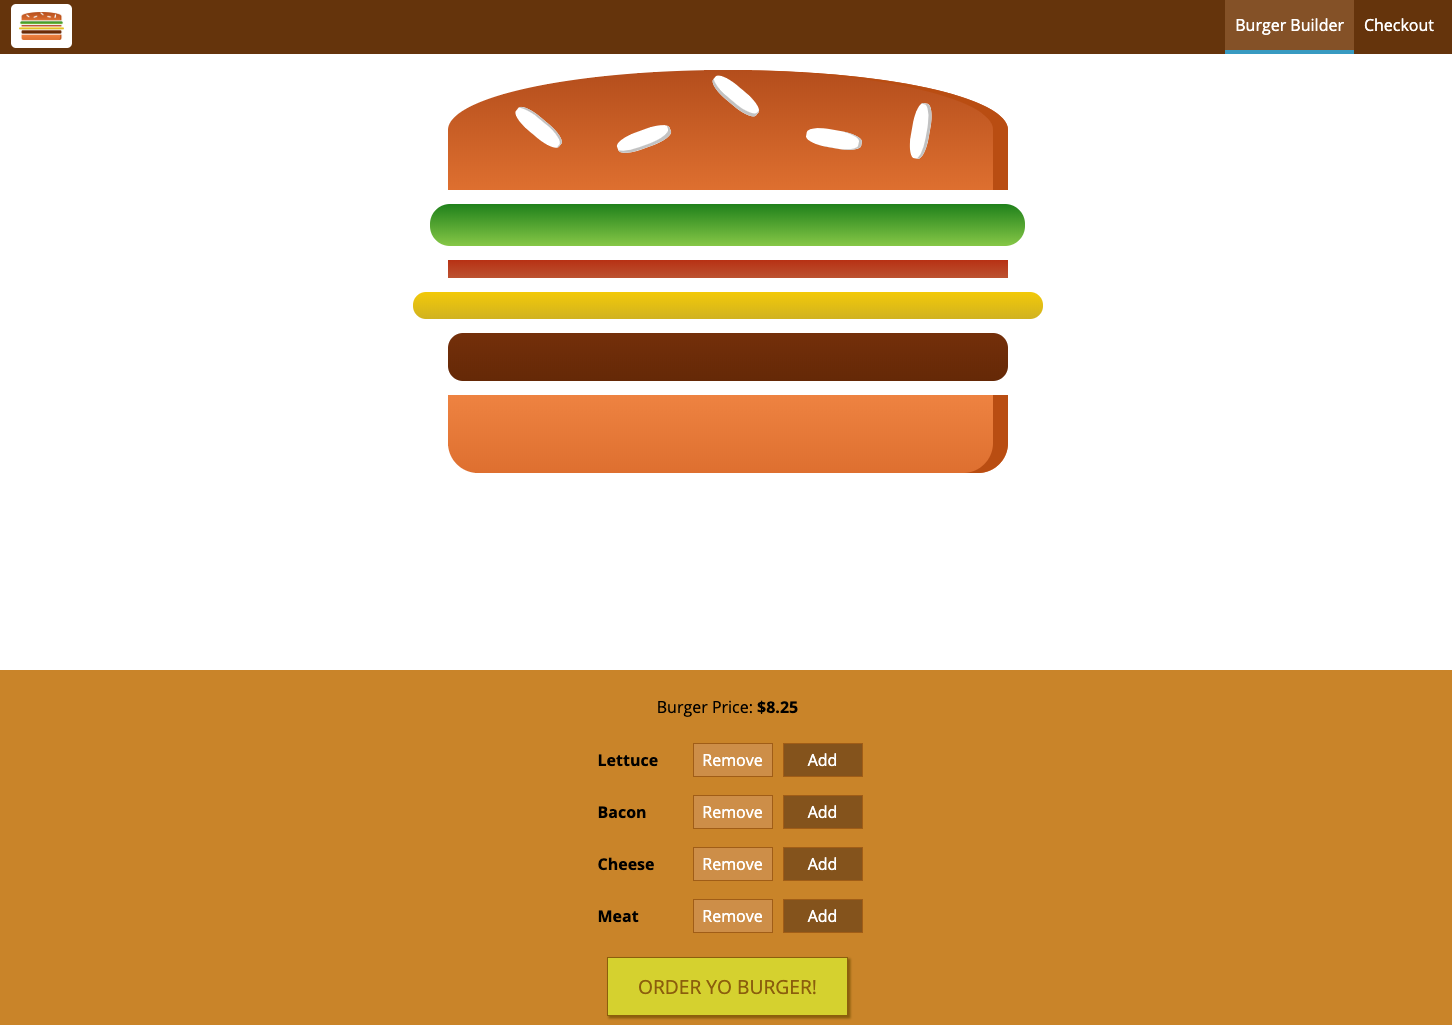 Burger Builder Checkout
Burger Price: $8.25
Lettuce Remove Add
Bacon Remove Add
Cheese Remove Add
Meat Remove Add
ORDER YO BURGER!